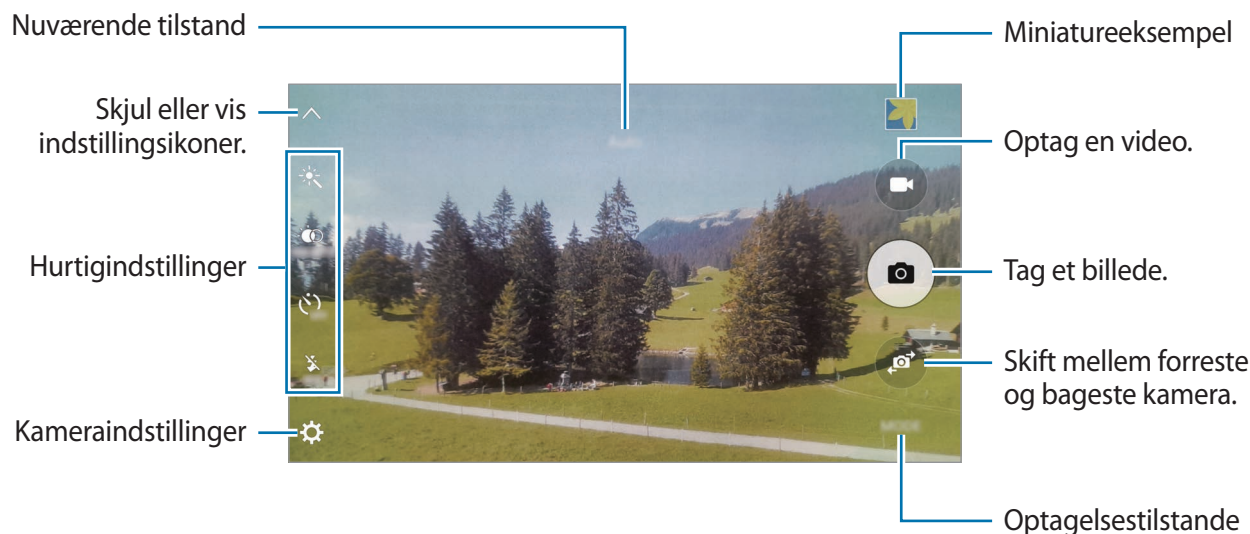 Nuværende tilstand
Miniatureeksempel
Skjul eller vis
indstillingsikoner.
Optag en video.
Hurtigindstillinger
Tag et billede.
Skift mellem forreste
og bageste kamera.
Kameraindstillinger
MODE
Optagelsestilstande